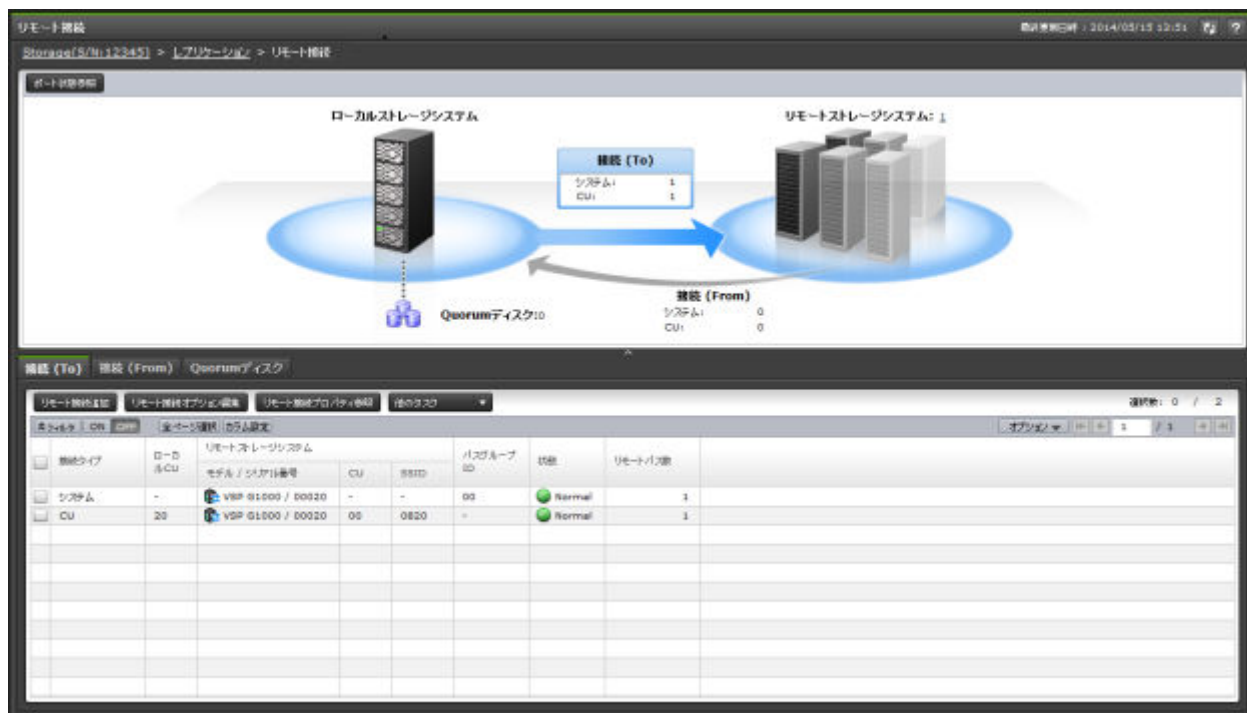 リモート接続
最終更新日時 : 2014/05/15 13:51
?
Storage(S/N:12345) > レプリケーション > リモート接続
ポート状態参照
ローカルストレージシステム
リモートストレージシステム: 1
接続 (To)
システム: 1
CU: 1
接続 (From)
システム: 0
CU: 0
Quorumディスク:0
接続 (To) 接続 (From) Quorumディスク
リモート接続追加 リモート接続オプション編集 リモート接続プロパティ参照 他のタスク
選択数: 0 / 2
フィルタ ON OFF 全ページ選択 カラム設定 オプション 1 / 1
接続タイプ ローカルCU リモートストレージシステム パスグループID 状態 リモートパス数
モデル / シリアル番号 CU SSID
システム - VSP G1000 / 00020 - - 00 Normal 1
CU 20 VSP G1000 / 00020 00 0820 - Normal 1